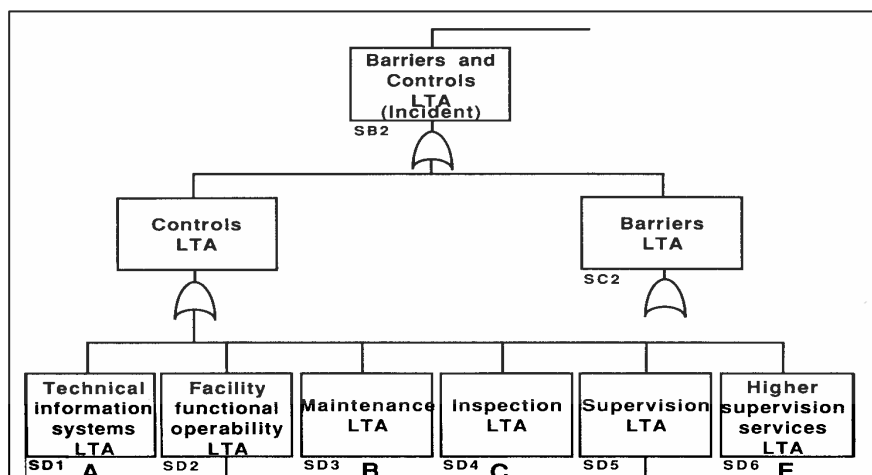 Barriers and
Controls
LTA
(Incident)
SB2
Controls
LTA
Barriers
LTA
SC2
Technical
information
systems
LTA
SD1
A
Facility
functional
operability
LTA
SD2
Maintenance
LTA
SD3
B
Inspection
LTA
SD4
C
Supervision
LTA
SD5
Higher
supervision
services
LTA
SD6